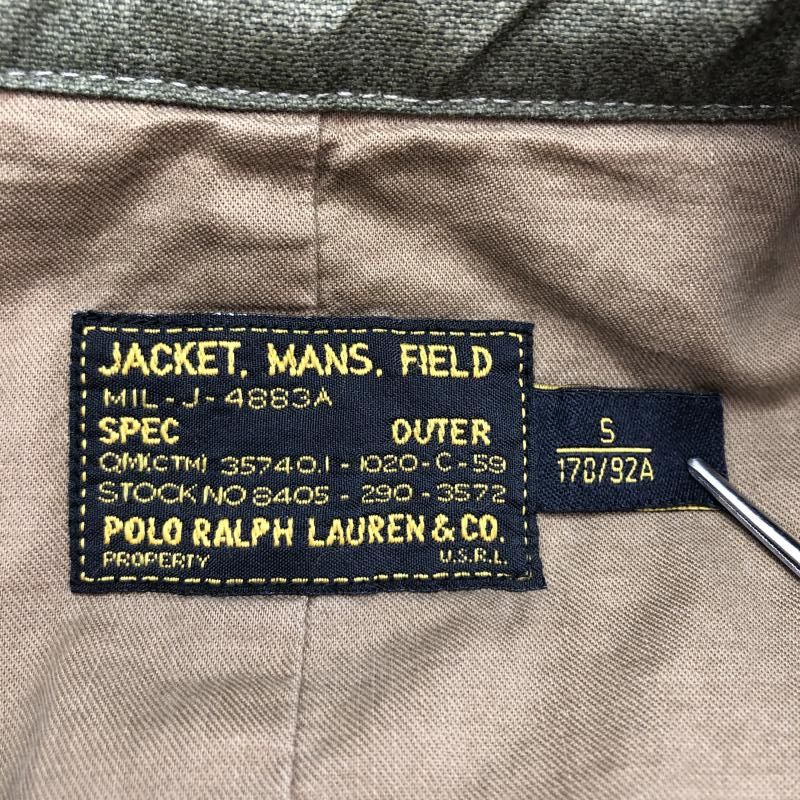 JACKET, MANS, FIELD
MIL-J-4883A
SPEC OUTER
QM(CTM) 35740.1-1020-C-59
STOCK NO 8405-290-3572
POLO RALPH LAUREN & CO.
PROPERTY U.S.R.L.
S
170/92A